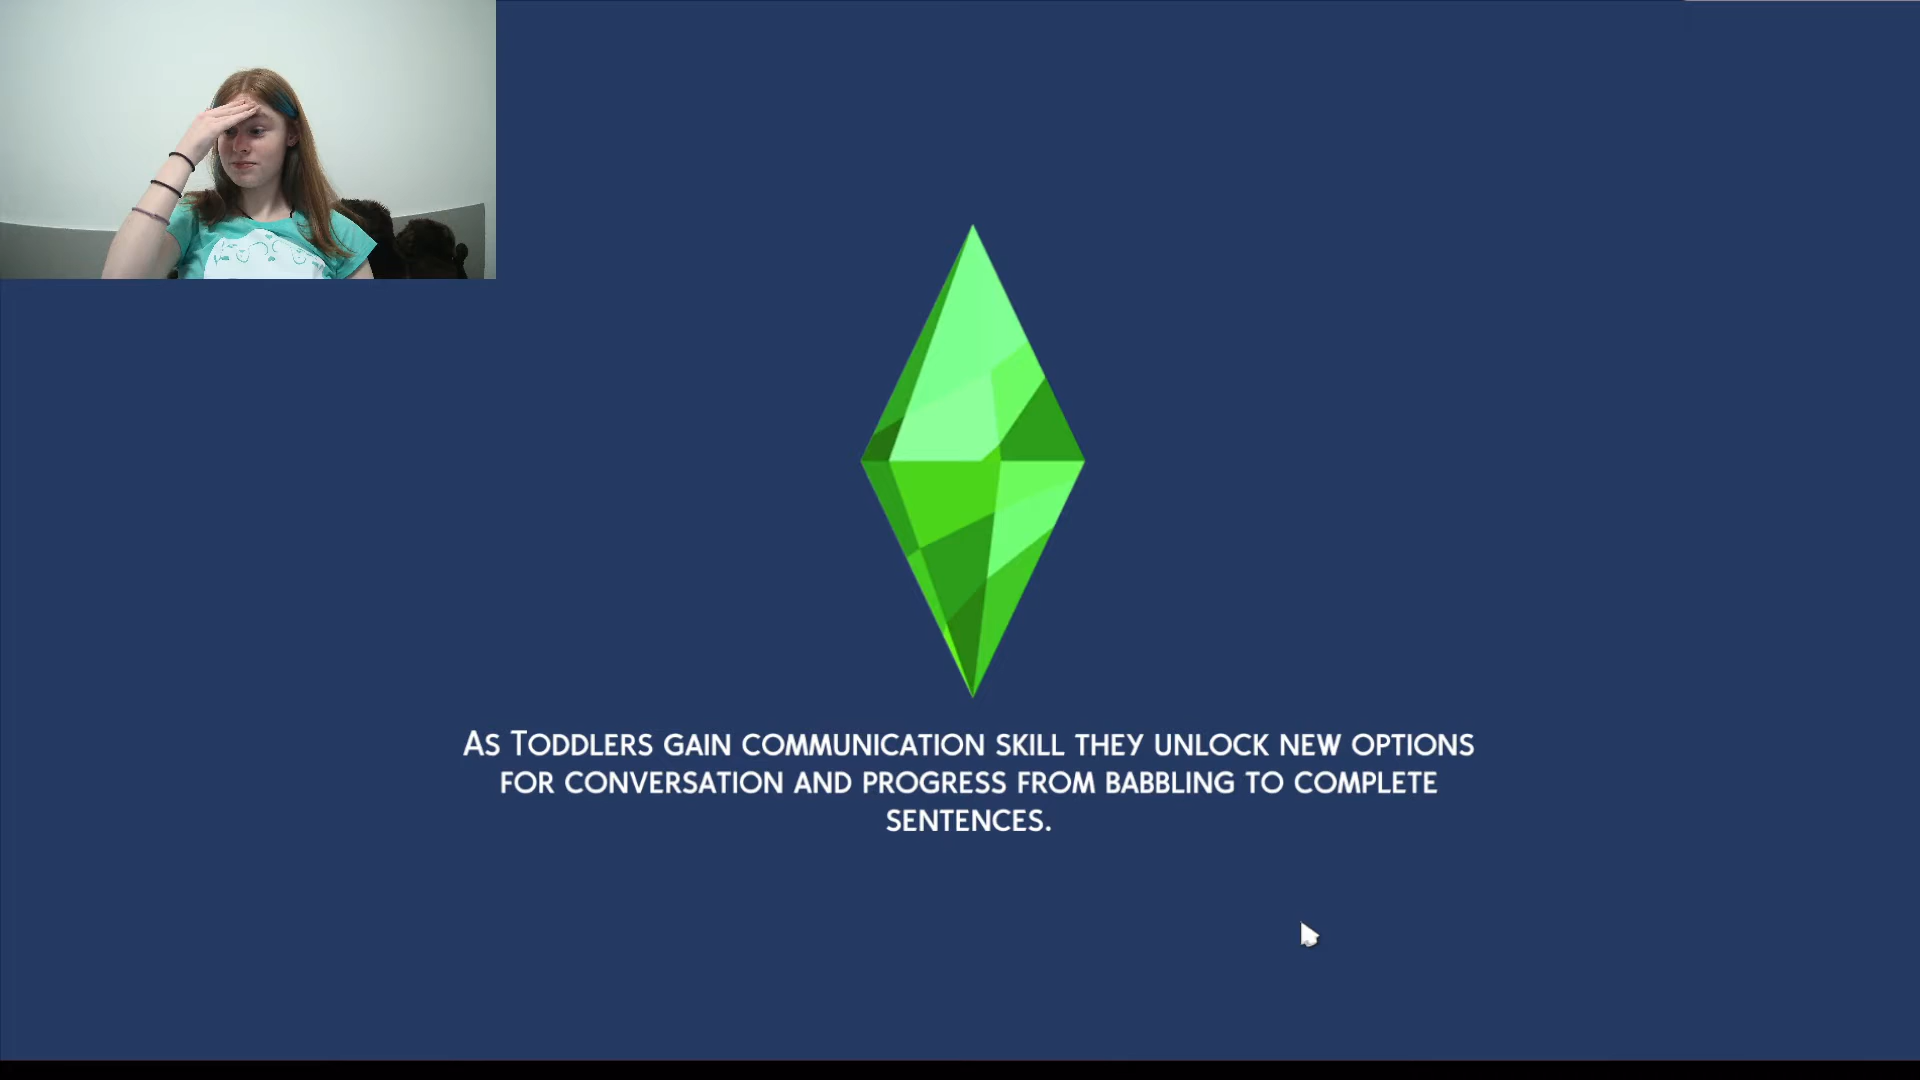 As Toddlers gain communication skill they unlock new options
for conversation and progress from babbling to complete
sentences.